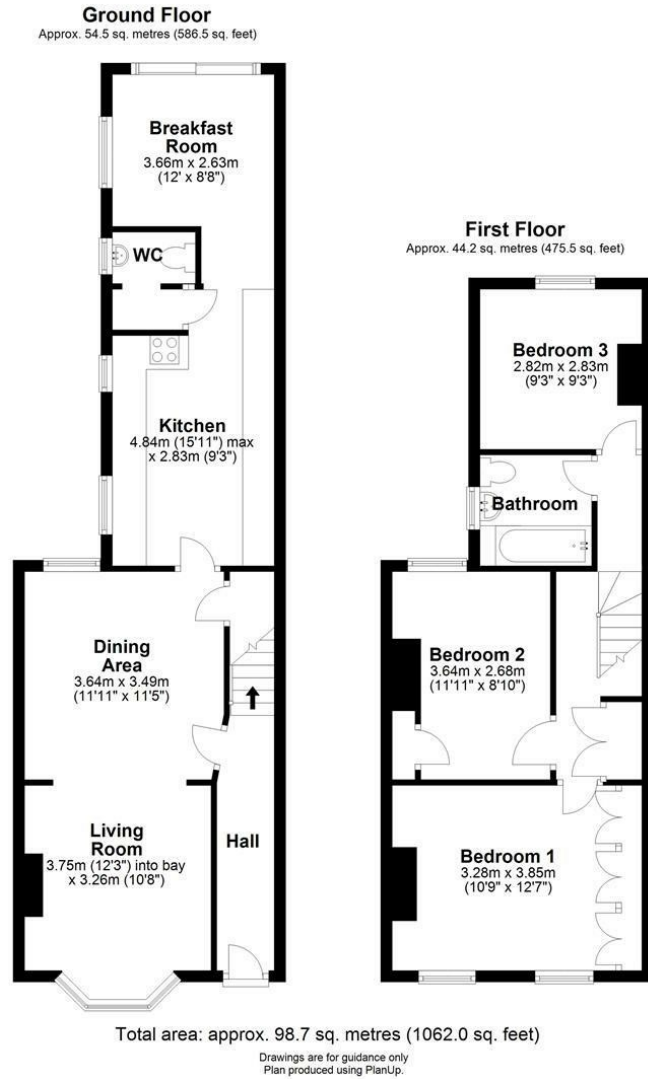 Ground Floor
Approx. 54.5 sq. metres (586.5 sq. feet)
Breakfast
Room
3.66m x 2.63m
(12' x 8'8")
WC
Kitchen
4.84m (15'11") max
x 2.83m (9'3")
Dining
Area
3.64m x 3.49m
(11'11" x 11'5")
Living
Room
3.75m (12'3") into bay
x 3.26m (10'8")
Hall
First Floor
Approx. 44.2 sq. metres (475.5 sq. feet)
Bedroom 3
2.82m x 2.83m
(9'3" x 9'3")
Bathroom
Bedroom 2
3.64m x 2.68m
(11'11" x 8'10")
Bedroom 1
3.28m x 3.85m
(10'9" x 12'7")
Total area: approx. 98.7 sq. metres (1062.0 sq. feet)
Drawings are for guidance only
Plan produced using PlanUp.